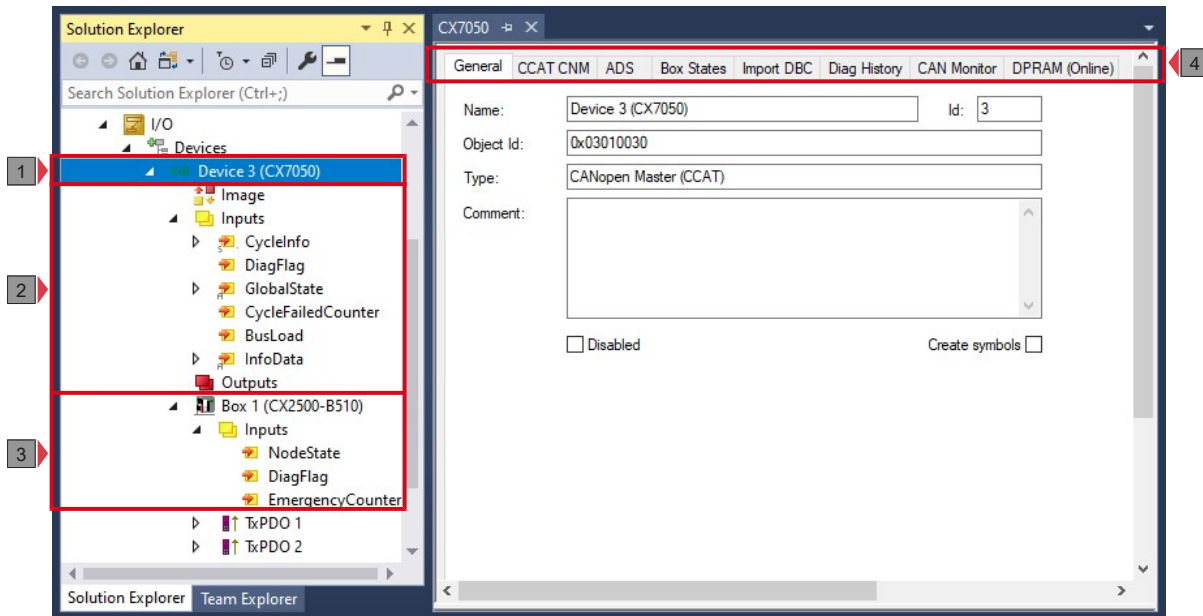 Solution Explorer
Search Solution Explorer (Ctrl+;)
I/O
Devices
1
Device 3 (CX7050)
Image
Inputs
CycleInfo
DiagFlag
2
GlobalState
CycleFailedCounter
BusLoad
InfoData
Outputs
Box 1 (CX2500-B510)
Inputs
3
NodeState
DiagFlag
EmergencyCounter
TxPDO 1
TxPDO 2
Solution Explorer Team Explorer
CX7050
General CCAT CNM ADS Box States Import DBC Diag History CAN Monitor DPRAM (Online)
4
Name: Device 3 (CX7050) Id: 3
Object Id: 0x03010030
Type: CANopen Master (CCAT)
Comment:
Disabled Create symbols